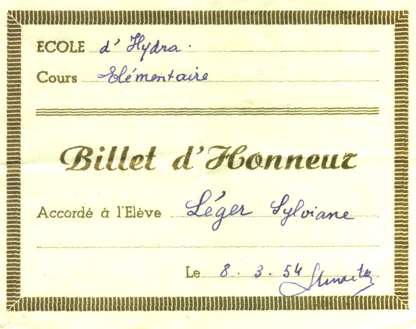 ECOLE d'Hydra.
Cours Elémentaire
Billet d'Honneur
Accordé à l'Elève Léger Sylviane
Le 8.3.54